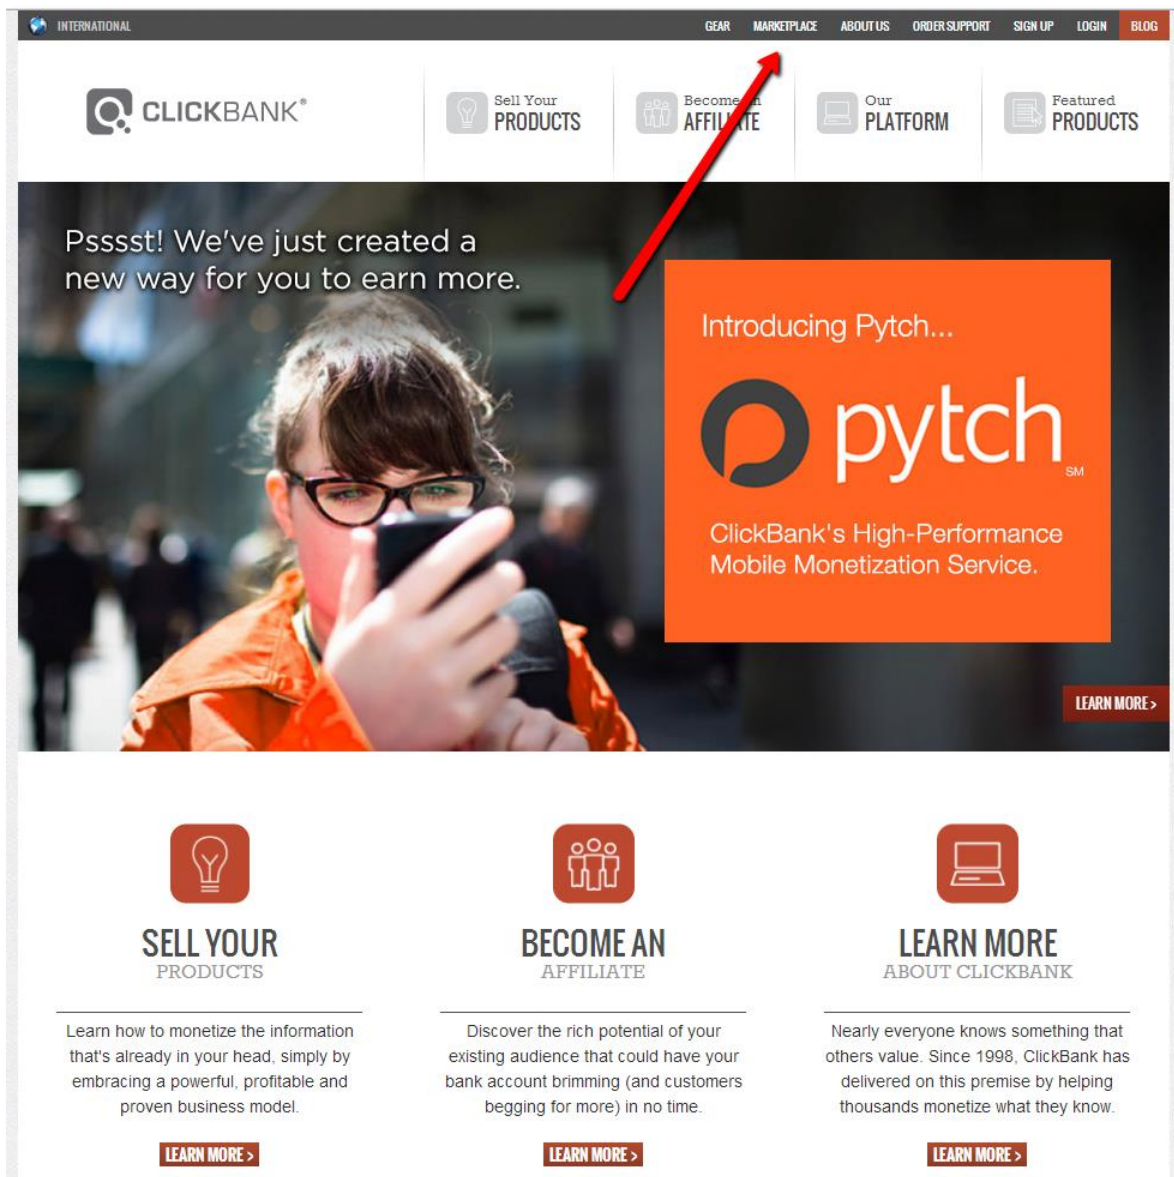 INTERNATIONAL GEAR MARKETPLACE ABOUT US ORDER SUPPORT SIGN UP LOGIN BLOG
CLICKBANK®
Sell Your
PRODUCTS
Become an
AFFILIATE
Our
PLATFORM
Featured
PRODUCTS
Psssst! We've just created a
new way for you to earn more.
Introducing Pytch...
pytch SM
ClickBank's High-Performance
Mobile Monetization Service.
LEARN MORE >
SELL YOUR
PRODUCTS
Learn how to monetize the information
that's already in your head, simply by
embracing a powerful, profitable and
proven business model.
LEARN MORE >
BECOME AN
AFFILIATE
Discover the rich potential of your
existing audience that could have your
bank account brimming (and customers
begging for more) in no time.
LEARN MORE >
LEARN MORE
ABOUT CLICKBANK
Nearly everyone knows something that
others value. Since 1998, ClickBank has
delivered on this premise by helping
thousands monetize what they know.
LEARN MORE >